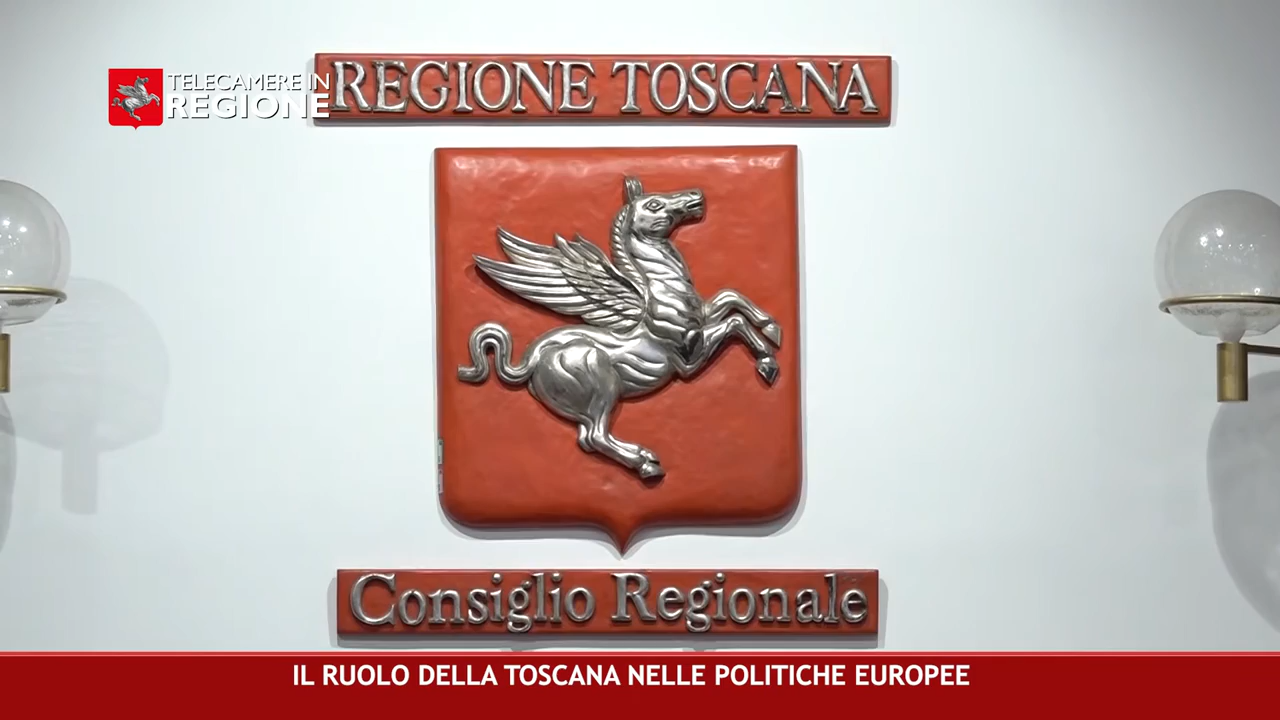 TELECAMERE IN
REGIONE
REGIONE TOSCANA
Consiglio Regionale
IL RUOLO DELLA TOSCANA NELLE POLITICHE EUROPEE